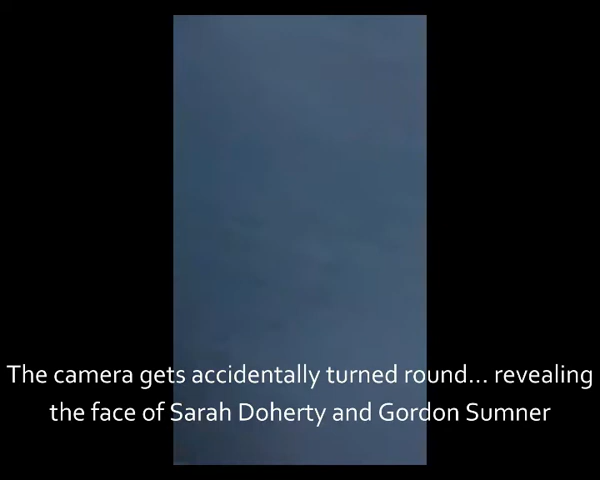 The camera gets accidentally turned round... revealing
the face of Sarah Doherty and Gordon Sumner